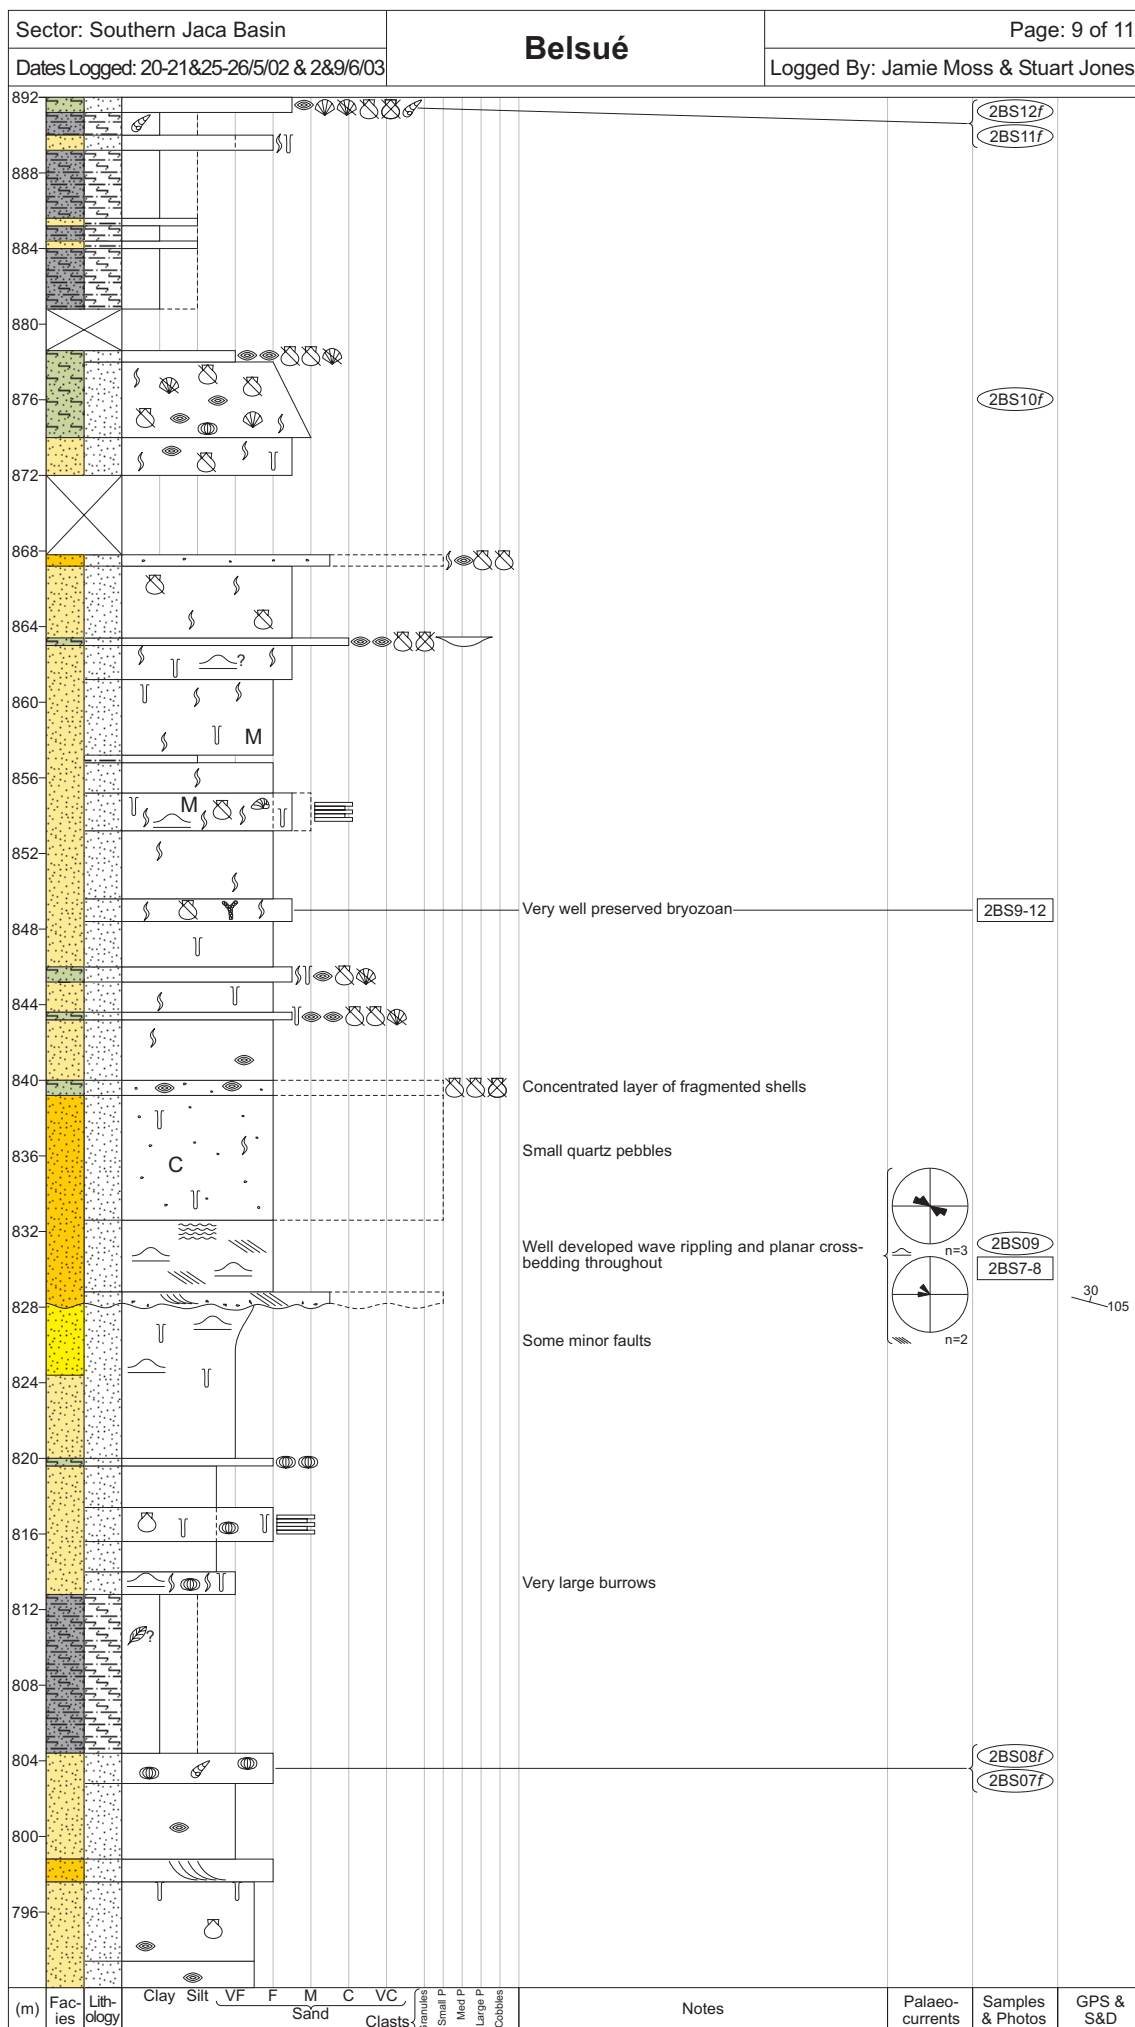 Sector: Southern Jaca Basin
Belsué
Page: 9 of 11
Dates Logged: 20-21&25-26/5/02 & 2&9/6/03
Logged By: Jamie Moss & Stuart Jones
892
2BS12f
2BS11f
888
884
880
876
2BS10f
872
868
864
?
860
M
856
M
852
Very well preserved bryozoan
2BS9-12
848
844
840
Concentrated layer of fragmented shells
836
Small quartz pebbles
C
832
Well developed wave rippling and planar cross-
bedding throughout
n=3
2BS09
2BS7-8
828
30
105
Some minor faults
n=2
824
820
816
Very large burrows
812
?
808
804
2BS08f
2BS07f
800
796
(m)
Fac-
ies
Lith-
ology
Clay Silt VF F M C VC
Sand
Clasts
Granules
Small P
Med P
Large P
Cobbles
Notes
Palaeo-
currents
Samples
& Photos
GPS &
S&D